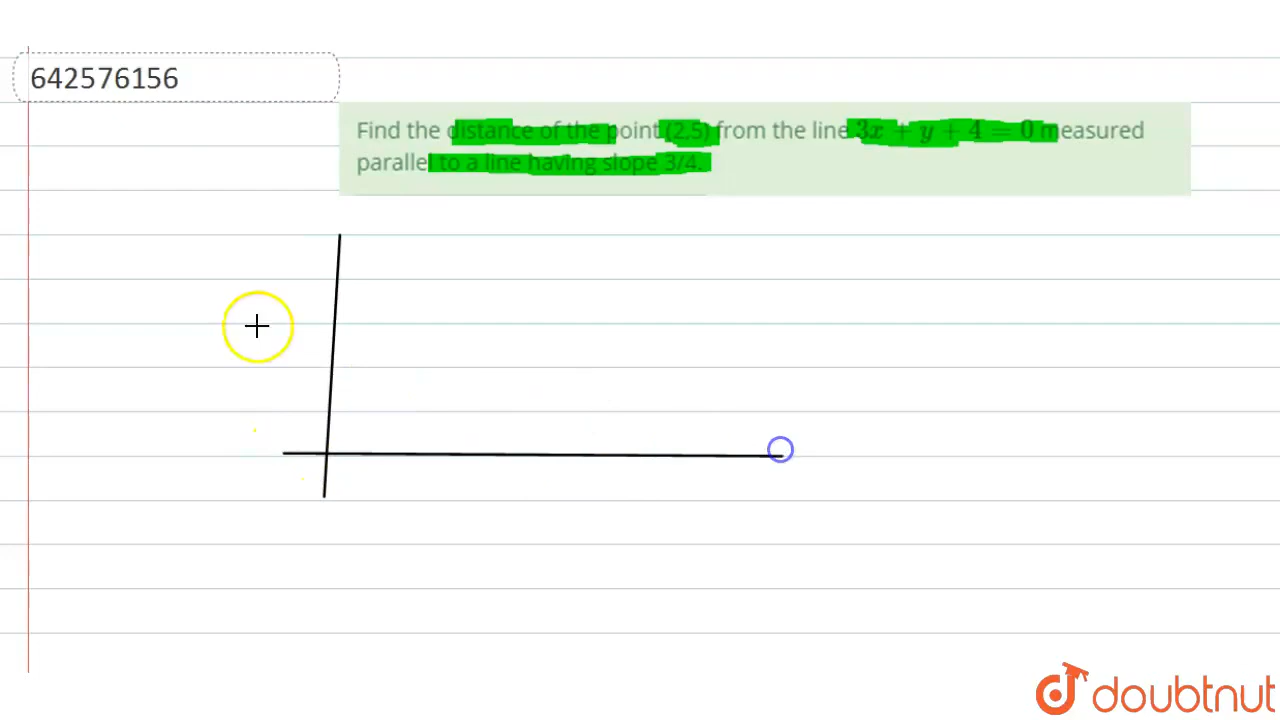 642576156
Find the distance of the point (2,5) from the line 3x + y + 4 = 0 measured
parallel to a line having slope 3/4.
doubtnut